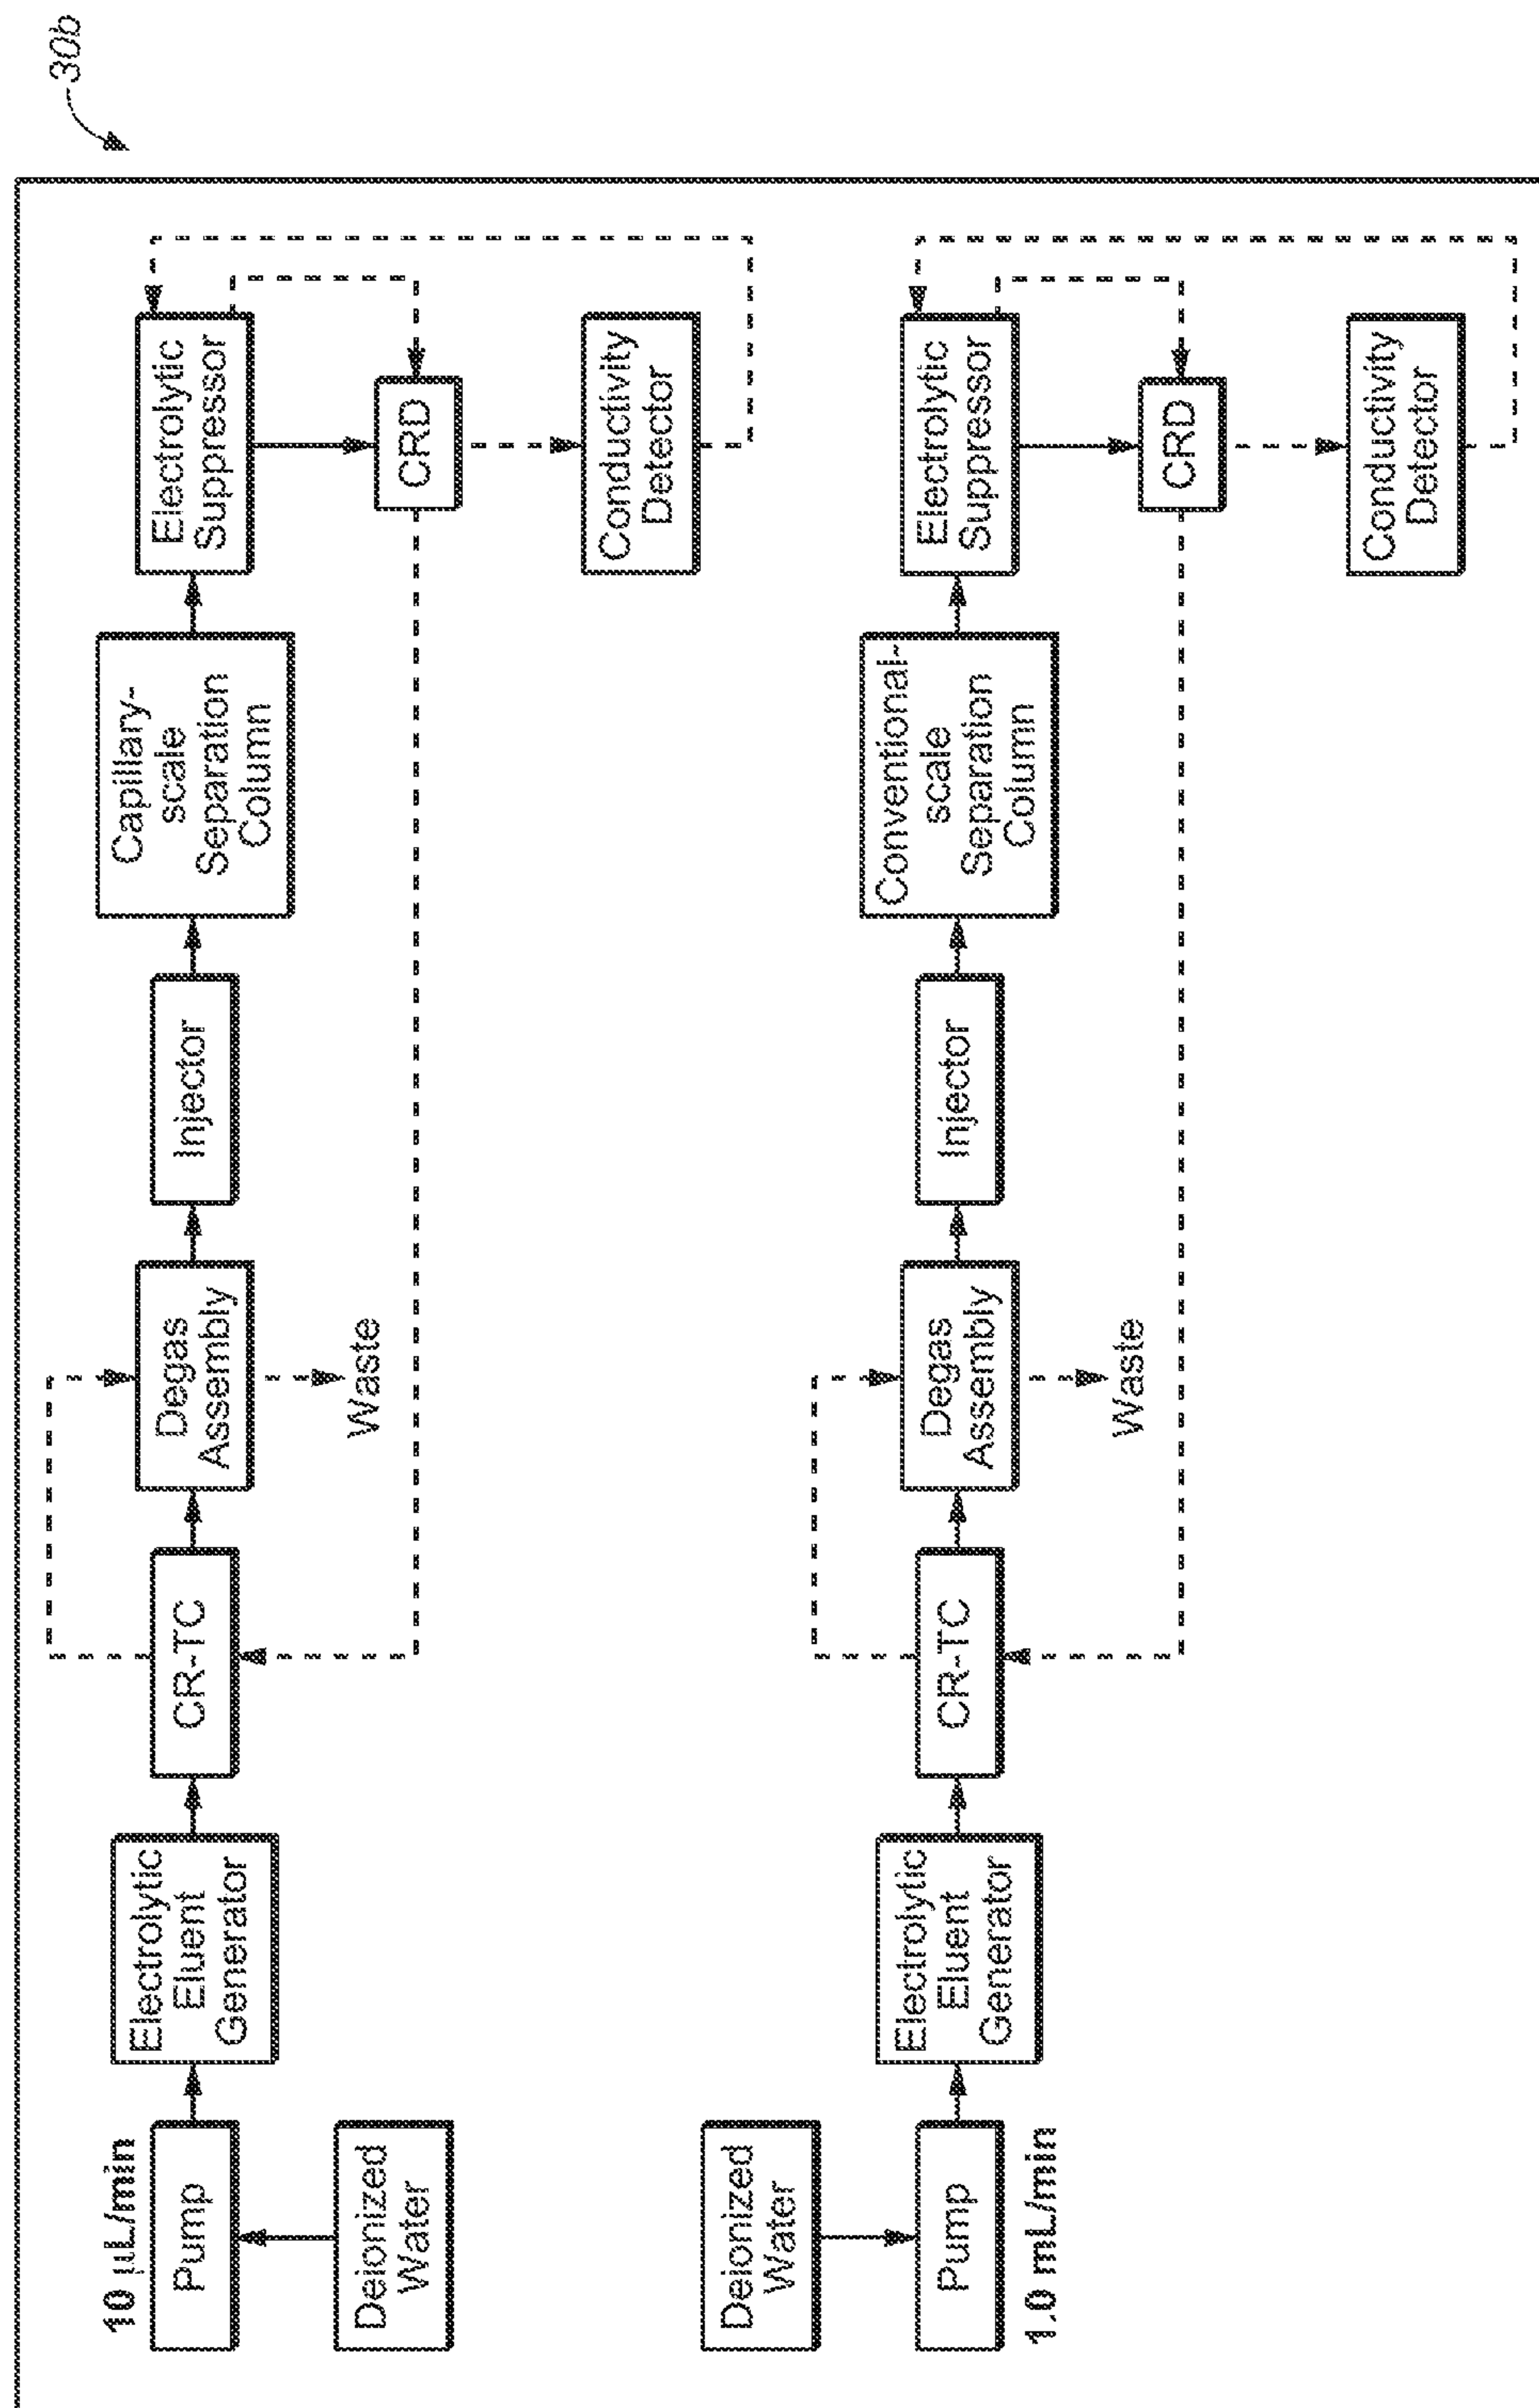 30b
10 µL/min
Pump
Deionized
Water
Electrolytic
Eluent
Generator
CR-TC
Degas
Assembly
Waste
Injector
Capillary-
scale
Separation
Column
Electrolytic
Suppressor
CRD
Conductivity
Detector
Deionized
Water
Pump
1.0 mL/min
Electrolytic
Eluent
Generator
CR-TC
Degas
Assembly
Waste
Injector
Conventional-
scale
Separation
Column
Electrolytic
Suppressor
CRD
Conductivity
Detector